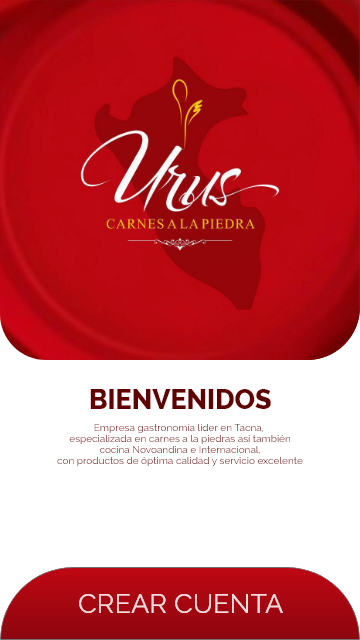 Urus
CARNES A LA PIEDRA
BIENVENIDOS
Empresa gastronomía líder en Tacna,
especializada en carnes a la piedras así también
cocina Novoandina e Internacional,
con productos de óptima calidad y servicio excelente
CREAR CUENTA